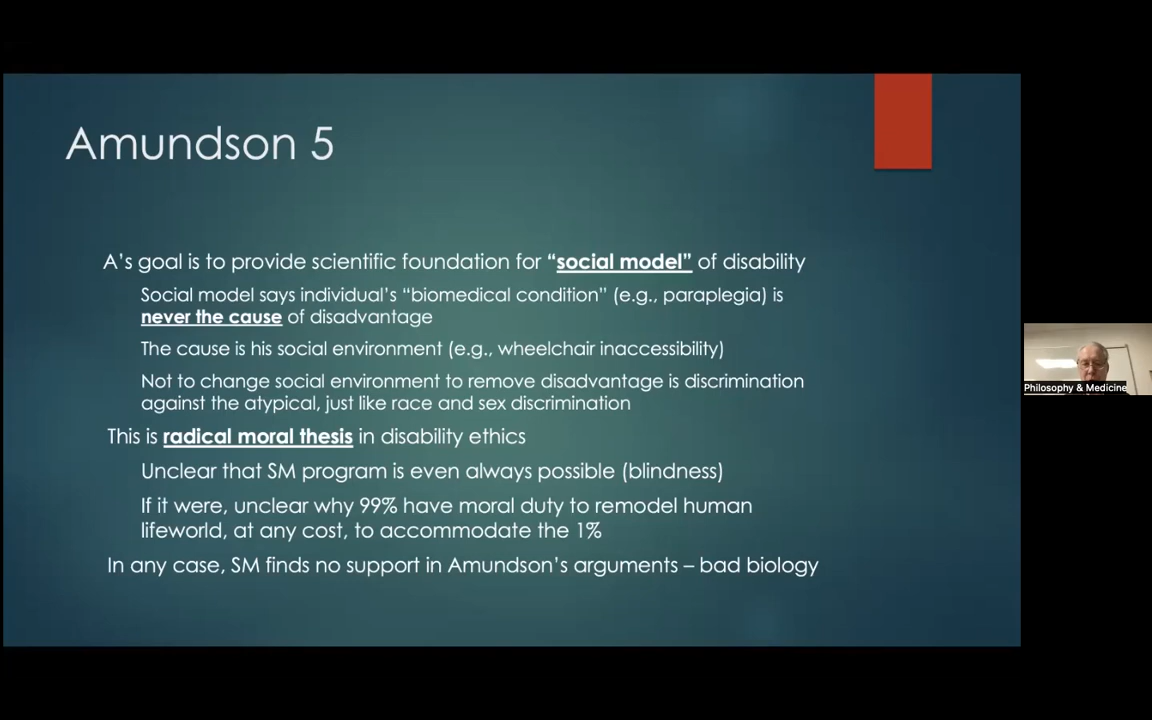 Amundson 5
A's goal is to provide scientific foundation for “social model” of disability
Social model says individual's “biomedical condition” (e.g., paraplegia) is
never the cause of disadvantage
The cause is his social environment (e.g., wheelchair inaccessibility)
Not to change social environment to remove disadvantage is discrimination
against the atypical, just like race and sex discrimination
This is radical moral thesis in disability ethics
Unclear that SM program is even always possible (blindness)
If it were, unclear why 99% have moral duty to remodel human
lifeworld, at any cost, to accommodate the 1%
In any case, SM finds no support in Amundson's arguments – bad biology
Philosophy & Medicine